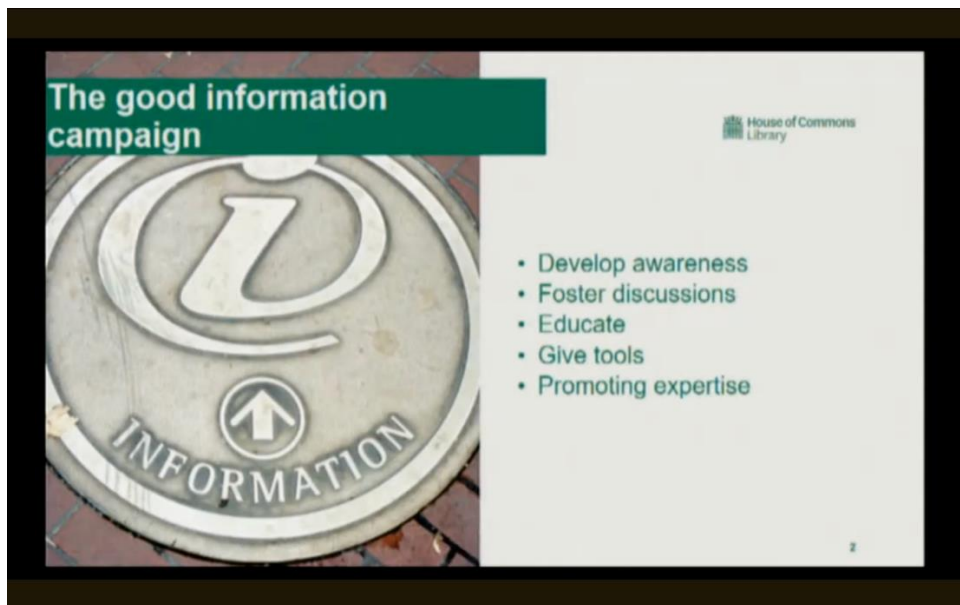 The good information
campaign
House of Commons
Library
i
INFORMATION
• Develop awareness
• Foster discussions
• Educate
• Give tools
• Promoting expertise
2